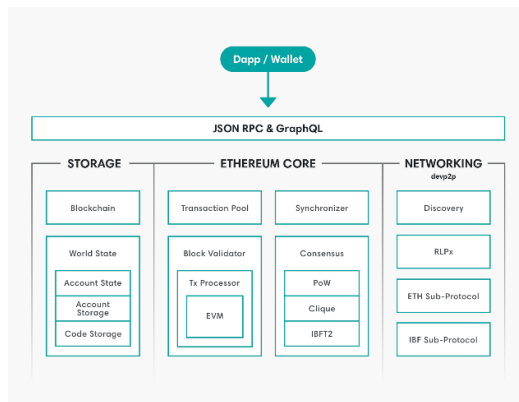 Dapp / Wallet
JSON RPC & GraphQL
STORAGE
Blockchain
World State
Account State
Account
Storage
Code Storage
ETHEREUM CORE
Transaction Pool
Synchronizer
Block Validator
Tx Processor
EVM
Consensus
PoW
Clique
IBFT2
NETWORKING
devp2p
Discovery
RLPx
ETH Sub-Protocol
IBF Sub-Protocol